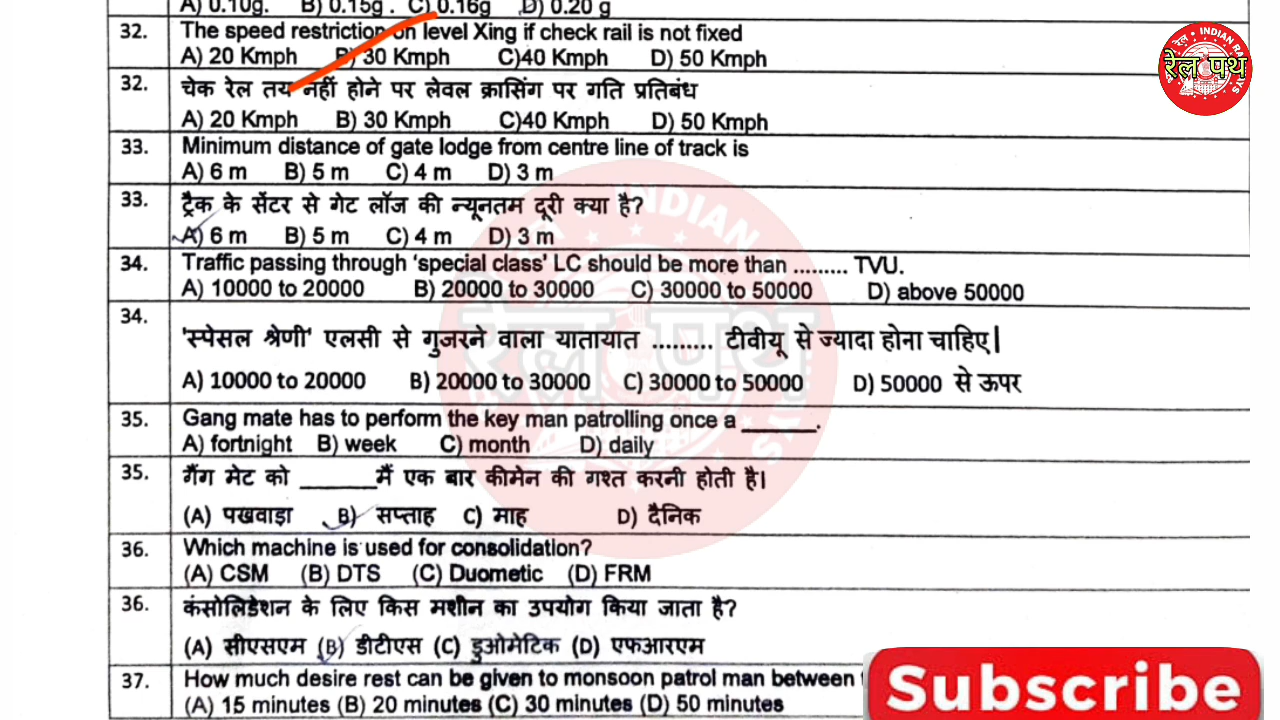 A) 0.10g. B) 0.15g . C) 0.16g D) 0.20 g
32. The speed restriction on level Xing if check rail is not fixed
A) 20 Kmph B) 30 Kmph C)40 Kmph D) 50 Kmph
32. चेक रेल तय नहीं होने पर लेवल क्रासिंग पर गति प्रतिबंध
A) 20 Kmph B) 30 Kmph C)40 Kmph D) 50 Kmph
33. Minimum distance of gate lodge from centre line of track is
A) 6 m B) 5 m C) 4 m D) 3 m
33. ट्रैक के सेंटर से गेट लॉज की न्यूनतम दूरी क्या है?
A) 6 m B) 5 m C) 4 m D) 3 m
34. Traffic passing through ‘special class’ LC should be more than ......... TVU.
A) 10000 to 20000 B) 20000 to 30000 C) 30000 to 50000 D) above 50000
34. 'स्पेसल श्रेणी' एलसी से गुजरने वाला यातायात ......... टीवीयू से ज्यादा होना चाहिए|
A) 10000 to 20000 B) 20000 to 30000 C) 30000 to 50000 D) 50000 से ऊपर
35. Gang mate has to perform the key man patrolling once a ______.
A) fortnight B) week C) month D) daily
35. गैंग मेट को ______मैं एक बार कीमेन की गश्त करनी होती है।
(A) पखवाड़ा B) सप्ताह C) माह D) दैनिक
36. Which machine is used for consolidation?
(A) CSM (B) DTS (C) Duometic (D) FRM
36. कंसोलिडेशन के लिए किस मशीन का उपयोग किया जाता है?
(A) सीएसएम (B) डीटीएस (C) डुओमेटिक (D) एफआरएम
37. How much desire rest can be given to monsoon patrol man between
(A) 15 minutes (B) 20 minutes (C) 30 minutes (D) 50 minutes
रेल पथ
INDIAN
रेल पथ
INDIAN
Subscribe